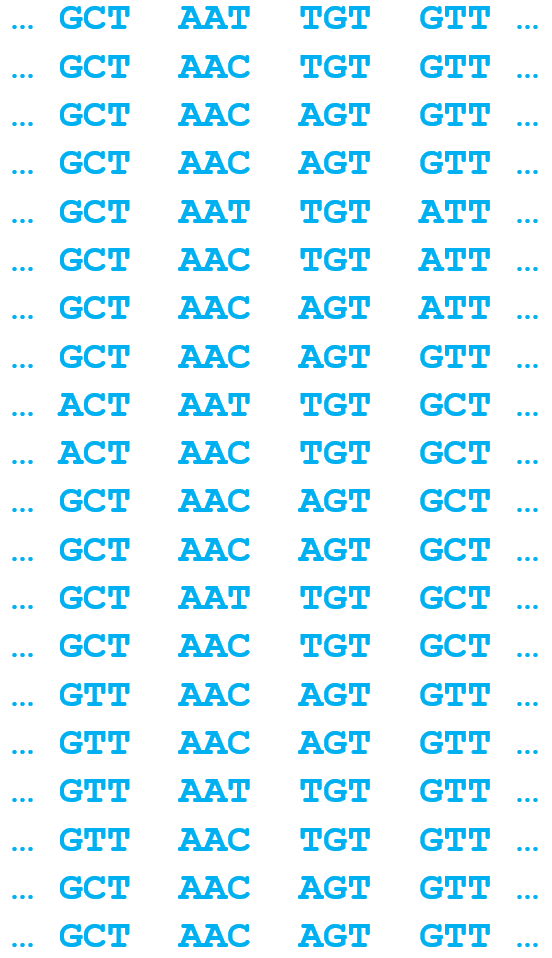 ... GCT AAT TGT GTT ...
... GCT AAC TGT GTT ...
... GCT AAC AGT GTT ...
... GCT AAC AGT GTT ...
... GCT AAT TGT ATT ...
... GCT AAC TGT ATT ...
... GCT AAC AGT ATT ...
... GCT AAC AGT GTT ...
... ACT AAT TGT GCT ...
... ACT AAC TGT GCT ...
... GCT AAC AGT GCT ...
... GCT AAC AGT GCT ...
... GCT AAT TGT GCT ...
... GCT AAC TGT GCT ...
... GTT AAC AGT GTT ...
... GTT AAC AGT GTT ...
... GTT AAT TGT GTT ...
... GTT AAC TGT GTT ...
... GCT AAC AGT GTT ...
... GCT AAC AGT GTT ...